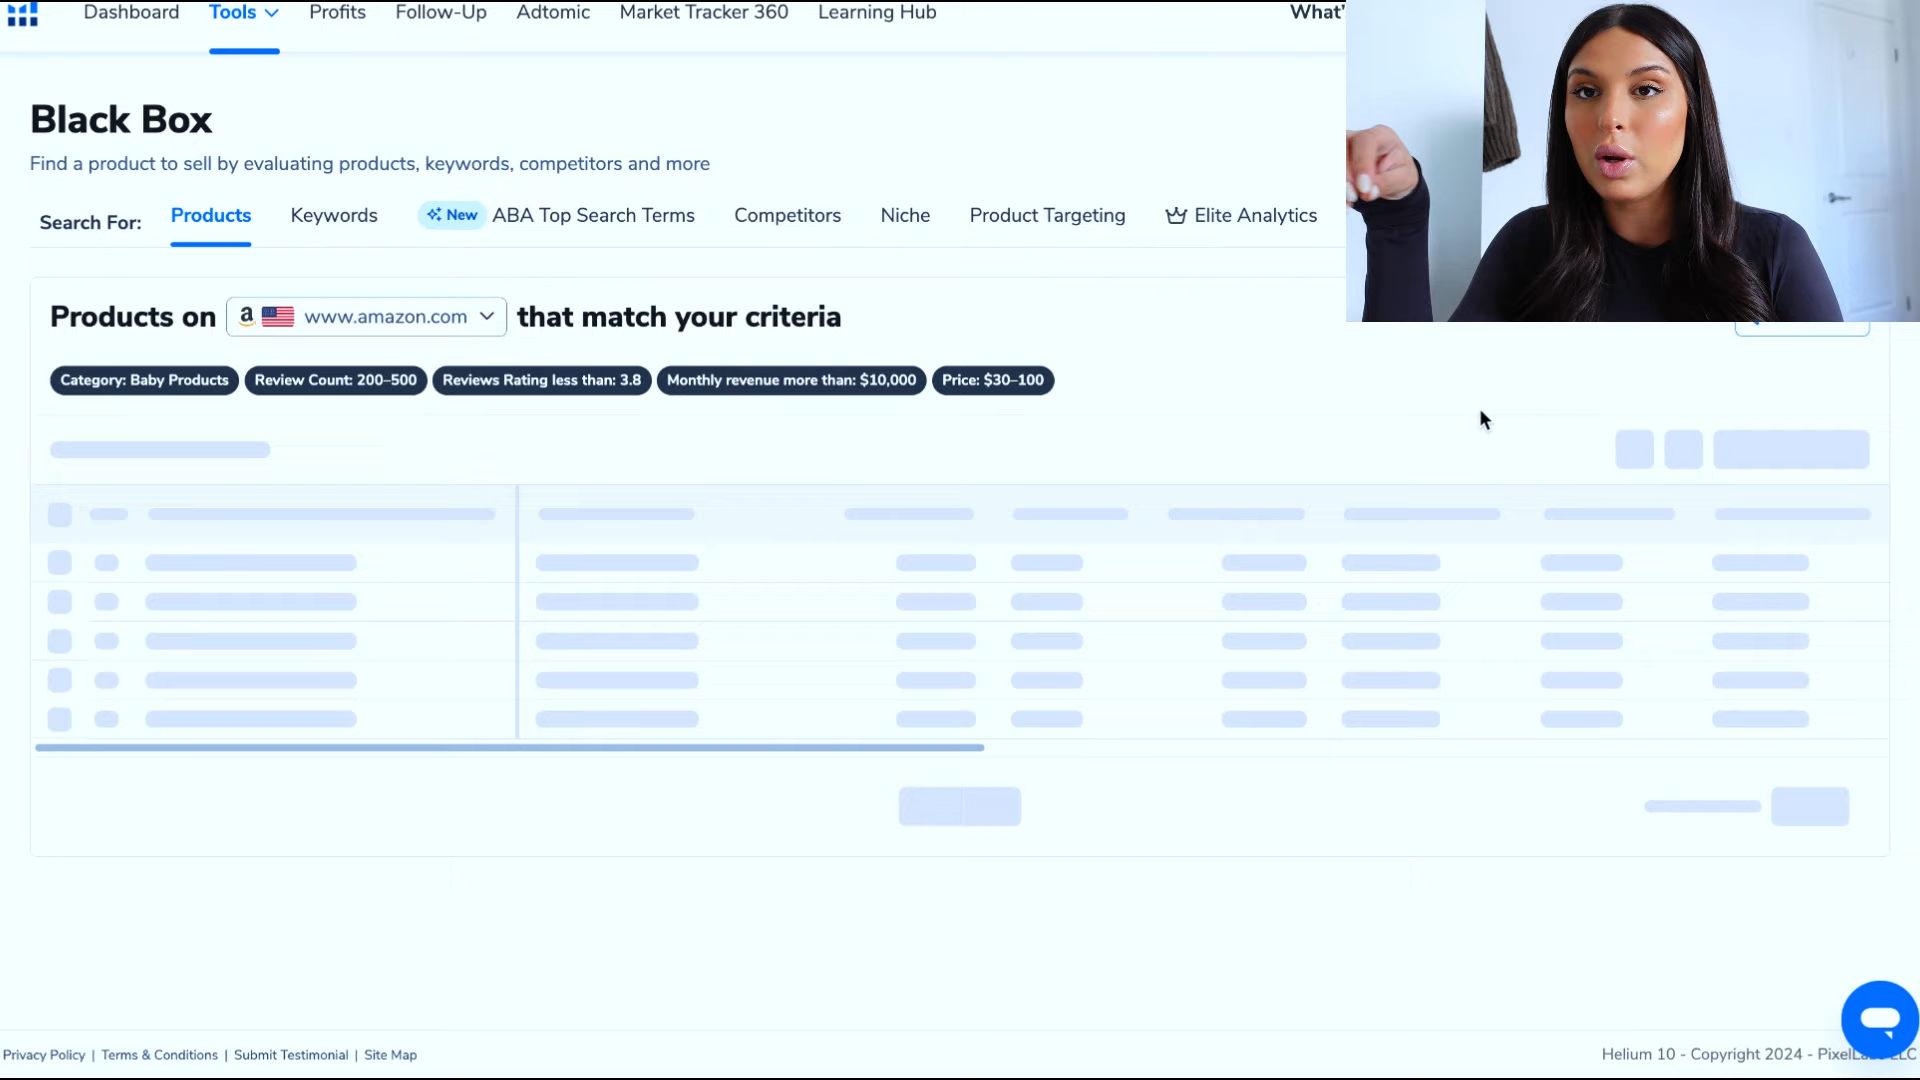 Dashboard Tools Profits Follow-Up Adtomic Market Tracker 360 Learning Hub What'
Black Box
Find a product to sell by evaluating products, keywords, competitors and more
Search For: Products Keywords New ABA Top Search Terms Competitors Niche Product Targeting Elite Analytics
Products on a www.amazon.com that match your criteria
Category: Baby Products Review Count: 200–500 Reviews Rating less than: 3.8 Monthly revenue more than: $10,000 Price: $30–100
Privacy Policy | Terms & Conditions | Submit Testimonial | Site Map
Helium 10 - Copyright 2024 -